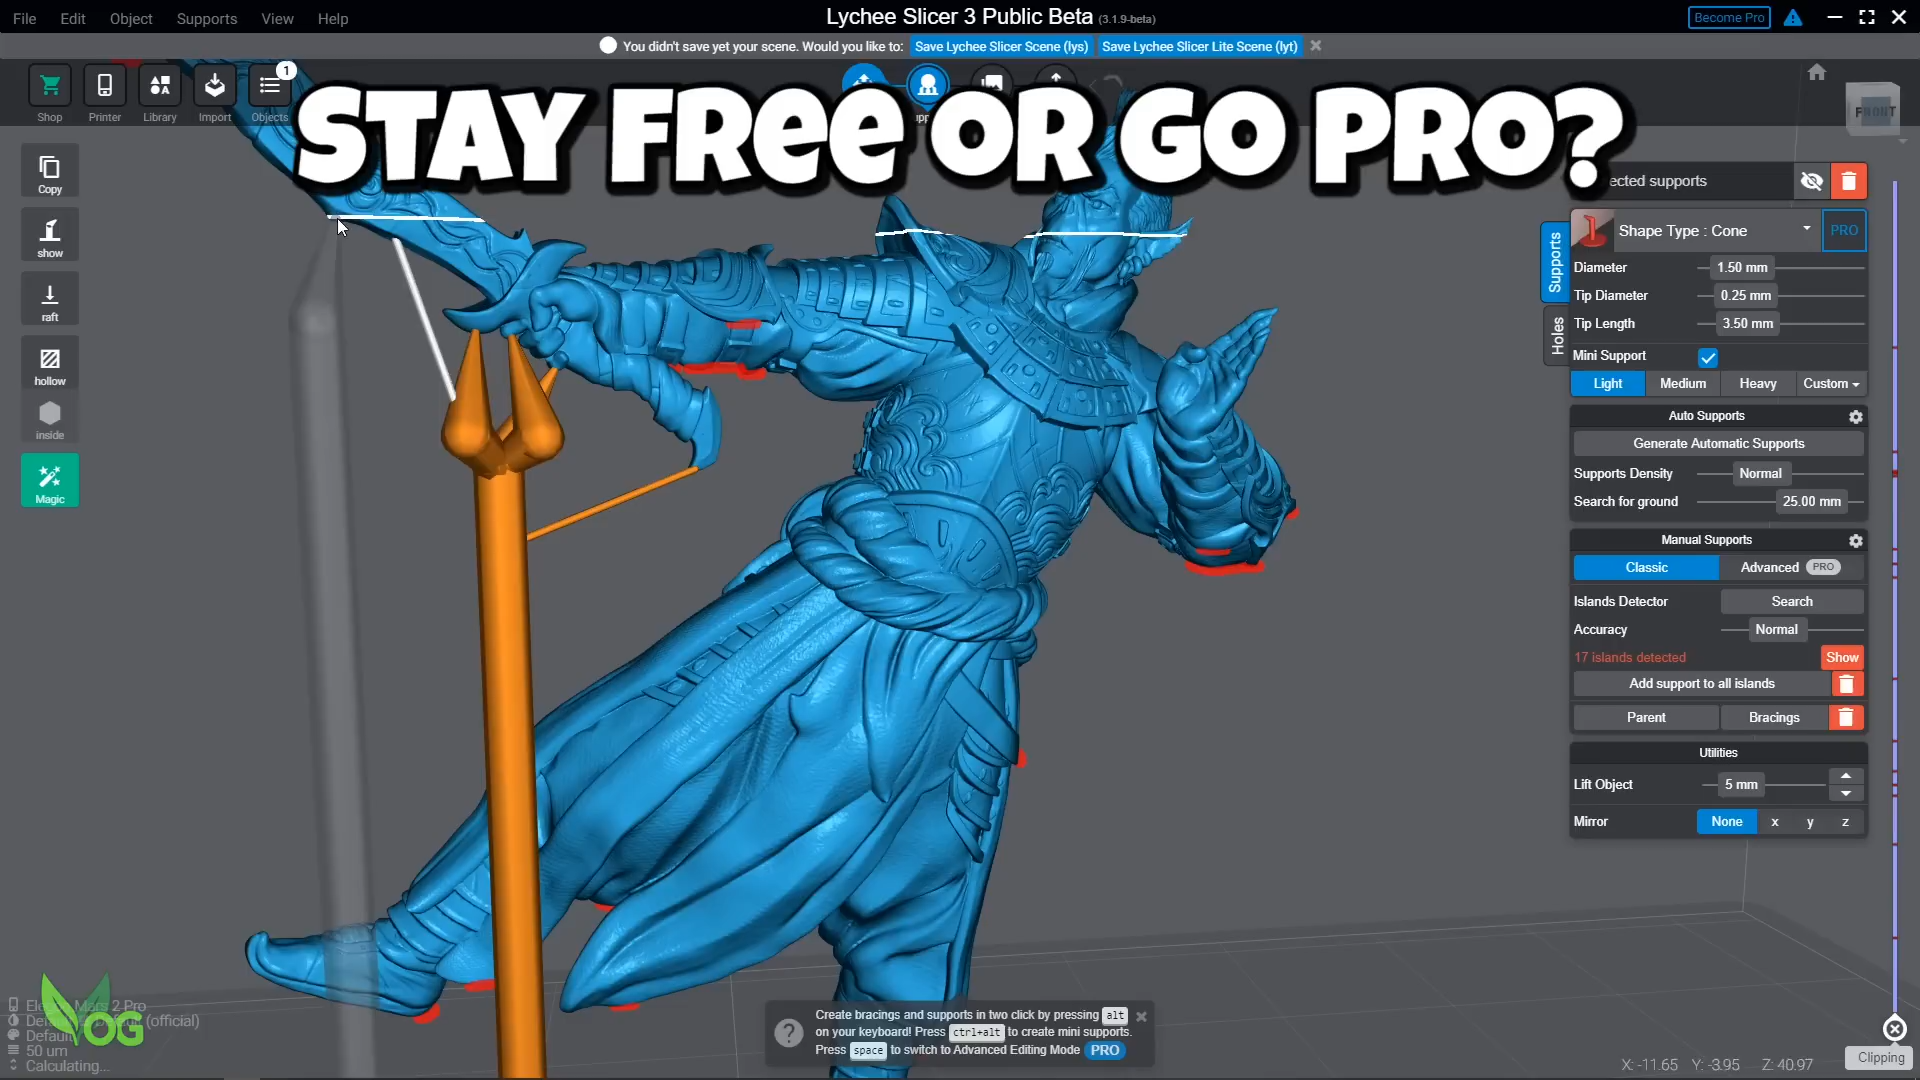 File Edit Object Supports View Help
Lychee Slicer 3 Public Beta (3.1.9-beta)
Become Pro
You didn't save yet your scene. Would you like to: Save Lychee Slicer Scene (lys) Save Lychee Slicer Lite Scene (lyt)
1
Shop Printer Library Import Objects
STAY FREE OR GO PRO?
FRONT
Copy
show
raft
hollow
inside
Magic
ected supports
Supports
Holes
Shape Type : Cone PRO
Diameter 1.50 mm
Tip Diameter 0.25 mm
Tip Length 3.50 mm
Mini Support
Light Medium Heavy Custom
Auto Supports
Generate Automatic Supports
Supports Density Normal
Search for ground 25.00 mm
Manual Supports
Classic Advanced PRO
Islands Detector Search
Accuracy Normal
17 islands detected Show
Add support to all islands
Parent Bracings
Utilities
Lift Object 5 mm
Mirror None x y z
Create bracings and supports in two click by pressing alt
on your keyboard! Press ctrl+alt to create mini supports.
Press space to switch to Advanced Editing Mode PRO
Mars 2 Pro
(official)
50 um
Calculating...
VOG
X: -11.65 Y: -3.95 Z: 40.97
Clipping